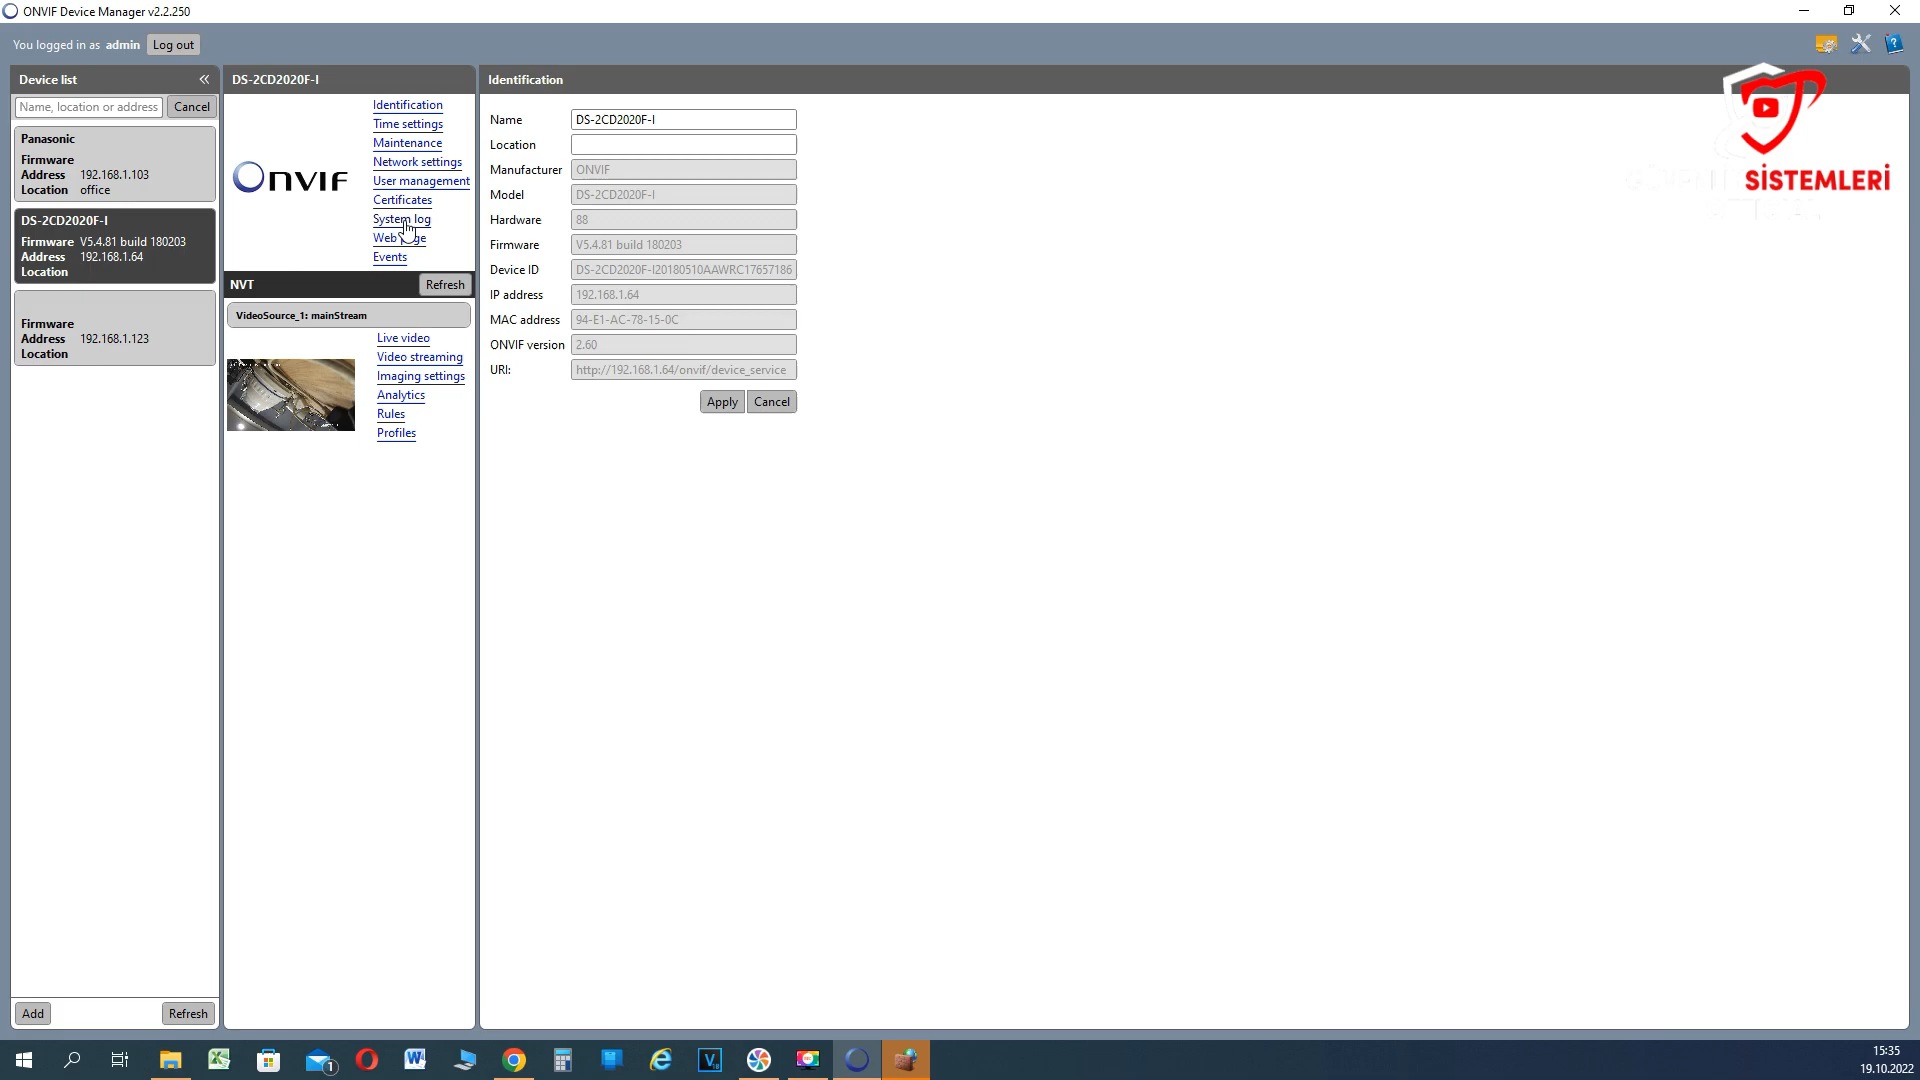 ONVIF Device Manager v2.2.250
You logged in as admin Log out
Device list
Name, location or address Cancel
Panasonic
Firmware
Address 192.168.1.103
Location office
DS-2CD2020F-I
Firmware V5.4.81 build 180203
Address 192.168.1.64
Location
Firmware
Address 192.168.1.123
Location
Add Refresh
DS-2CD2020F-I
ONVIF
Identification
Time settings
Maintenance
Network settings
User management
Certificates
System log
Web page
Events
NVT Refresh
VideoSource_1: mainStream
Live video
Video streaming
Imaging settings
Analytics
Rules
Profiles
Identification
Name DS-2CD2020F-I
Location
Manufacturer ONVIF
Model DS-2CD2020F-I
Hardware 88
Firmware V5.4.81 build 180203
Device ID DS-2CD2020F-I20180510AAWRC17657186
IP address 192.168.1.64
MAC address 94-E1-AC-78-15-0C
ONVIF version 2.60
URI: http://192.168.1.64/onvif/device_service
Apply Cancel
SİSTEMLERİ
15:35
19.10.2022